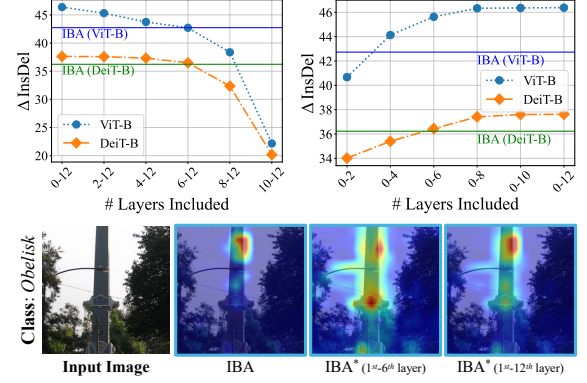 Δ InsDel
45
40
35
30
25
20
IBA (ViT-B)
IBA (DeiT-B)
ViT-B
DeiT-B
0-12
2-12
4-12
6-12
8-12
10-12
# Layers Included
Δ InsDel
46
44
42
40
38
36
34
IBA (ViT-B)
IBA (DeiT-B)
ViT-B
DeiT-B
0-2
0-4
0-6
0-8
0-10
0-12
# Layers Included
Class: Obelisk
Input Image
IBA
IBA* (1st-6th layer)
IBA* (1st-12th layer)